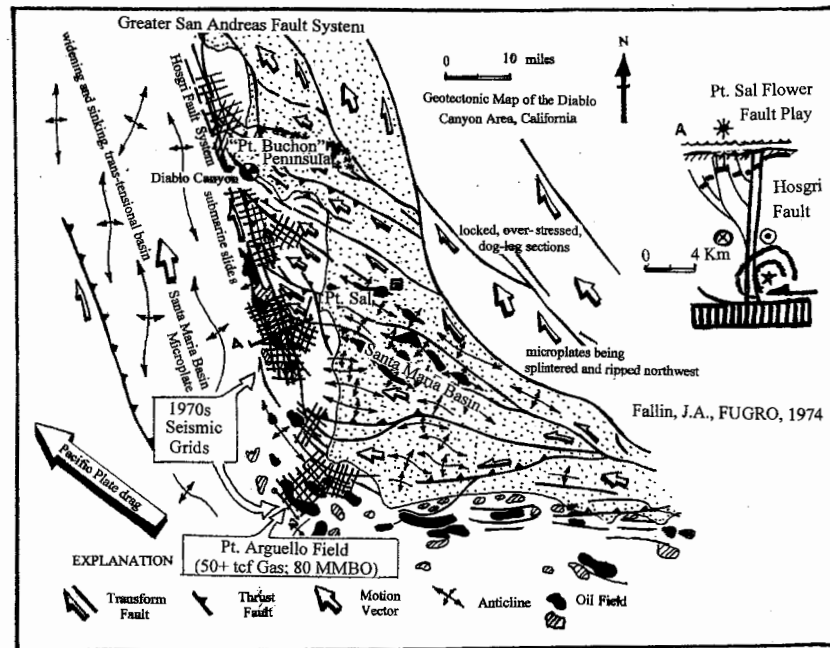 Greater San Andreas Fault System
widening and sinking, trans-tensional basin
Hosgri Fault System
submarine slides
"Pt. Buchon"
Peninsula
Diablo Canyon
0 10 miles
Geotectonic Map of the Diablo
Canyon Area, California
N
Pt. Sal Flower
Fault Play
A
Hosgri
Fault
0 4 Km
locked, over-stressed,
dog-leg sections
Pt. Sal
Santa Maria Basin
Santa Maria Basin
Microplate
A
microplates being
splintered and ripped northwest
Fallin, J.A., FUGRO, 1974
1970s
Seismic
Grids
Pacific Plate drag
Pt. Arguello Field
(50+ tcf Gas; 80 MMBO)
EXPLANATION
Transform
Fault
Thrust
Fault
Motion
Vector
Anticline
Oil Field